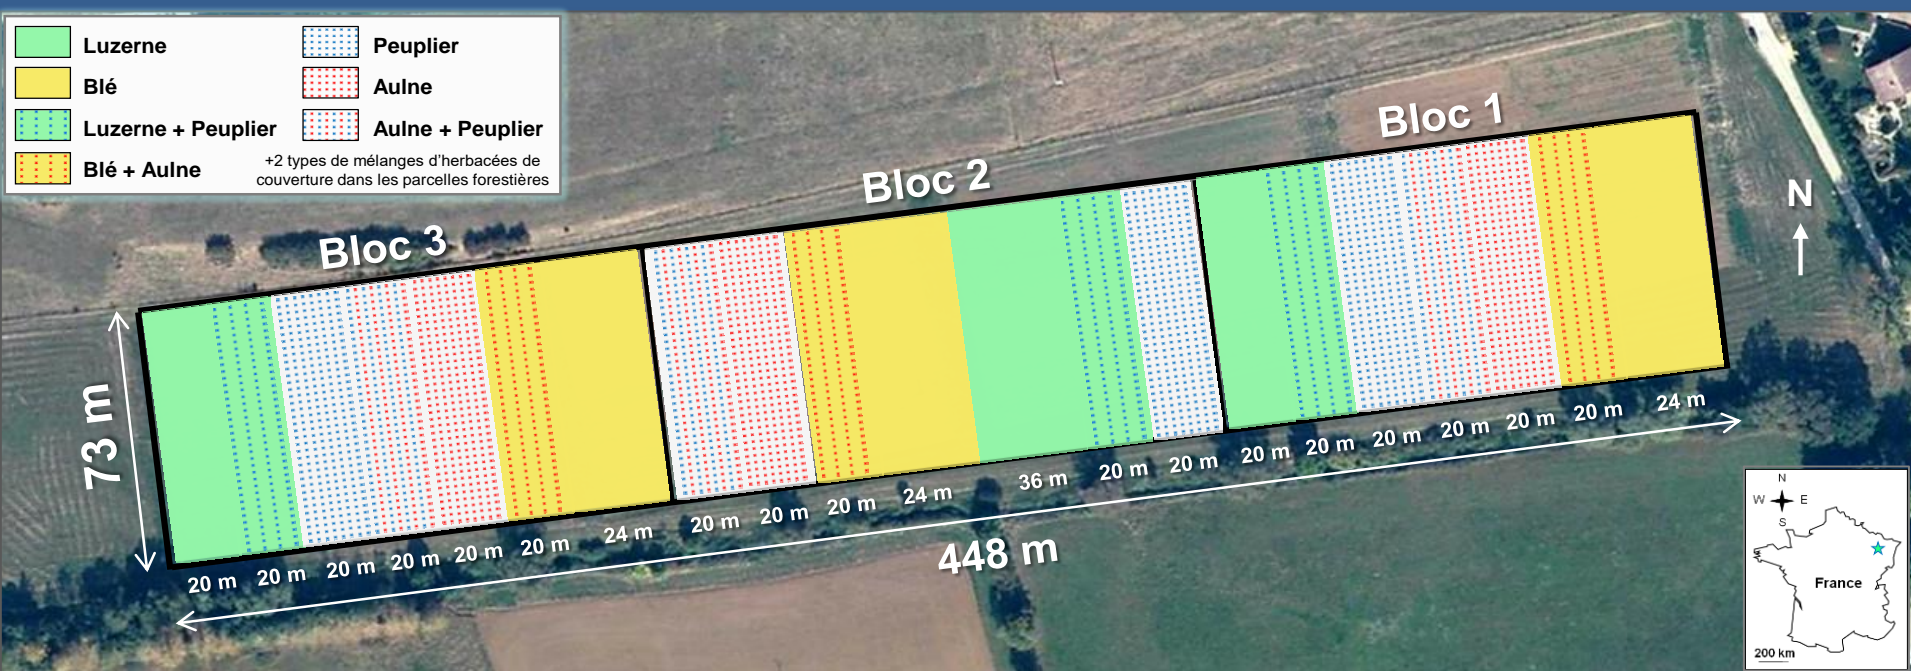 Luzerne
Blé
Luzerne + Peuplier
Blé + Aulne
Peuplier
Aulne
Aulne + Peuplier
+2 types de mélanges d'herbacées de
couverture dans les parcelles forestières
Bloc 3
Bloc 2
Bloc 1
N
73 m
20 m 20 m 20 m 20 m 20 m 20 m 24 m 20 m 20 m 20 m 24 m 36 m 20 m 20 m 20 m 20 m 20 m 20 m 20 m 20 m 24 m
448 m
N
W E
S
France
200 km